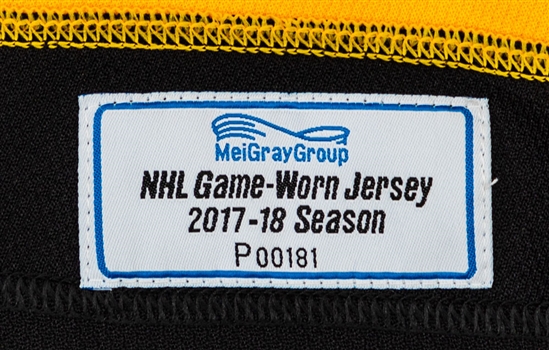 MeiGrayGroup
NHL Game-Worn Jersey
2017-18 Season
P00181